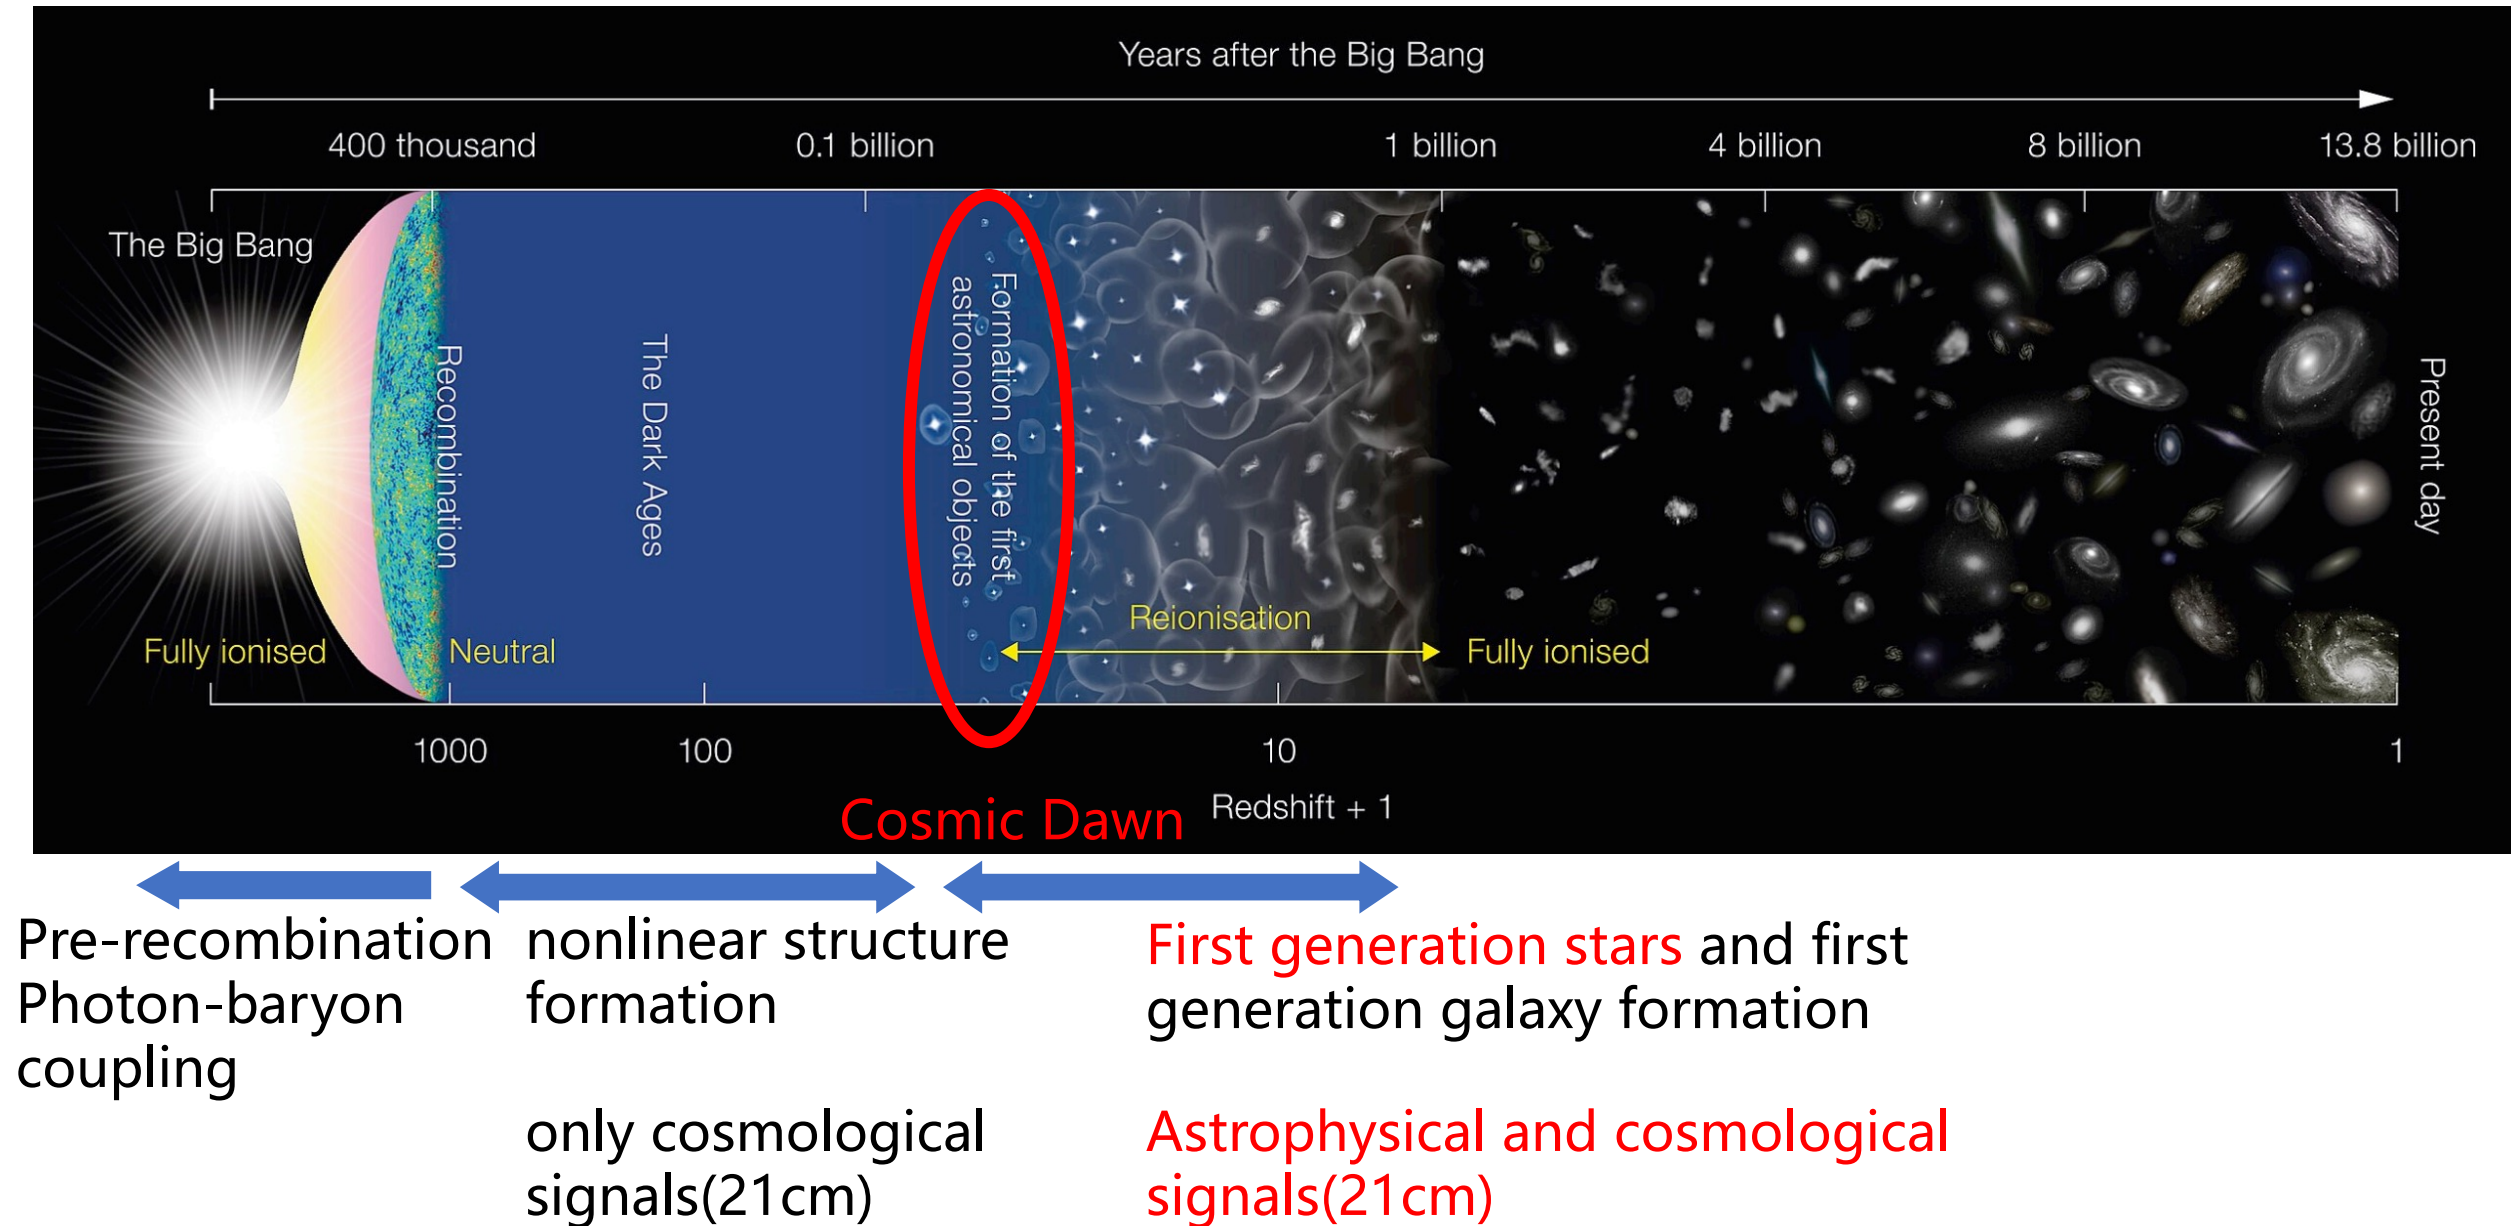 Years after the Big Bang
400 thousand
0.1 billion
1 billion
4 billion
8 billion
13.8 billion
The Big Bang
Recombination
The Dark Ages
Formation of the first
astronomical objects
Present day
Reionisation
Fully ionised
Neutral
Fully ionised
1000
100
10
1
Redshift + 1
Cosmic Dawn
Pre-recombination
Photon-baryon
coupling
nonlinear structure
formation
only cosmological
signals(21cm)
First generation stars and first
generation galaxy formation
Astrophysical and cosmological
signals(21cm)